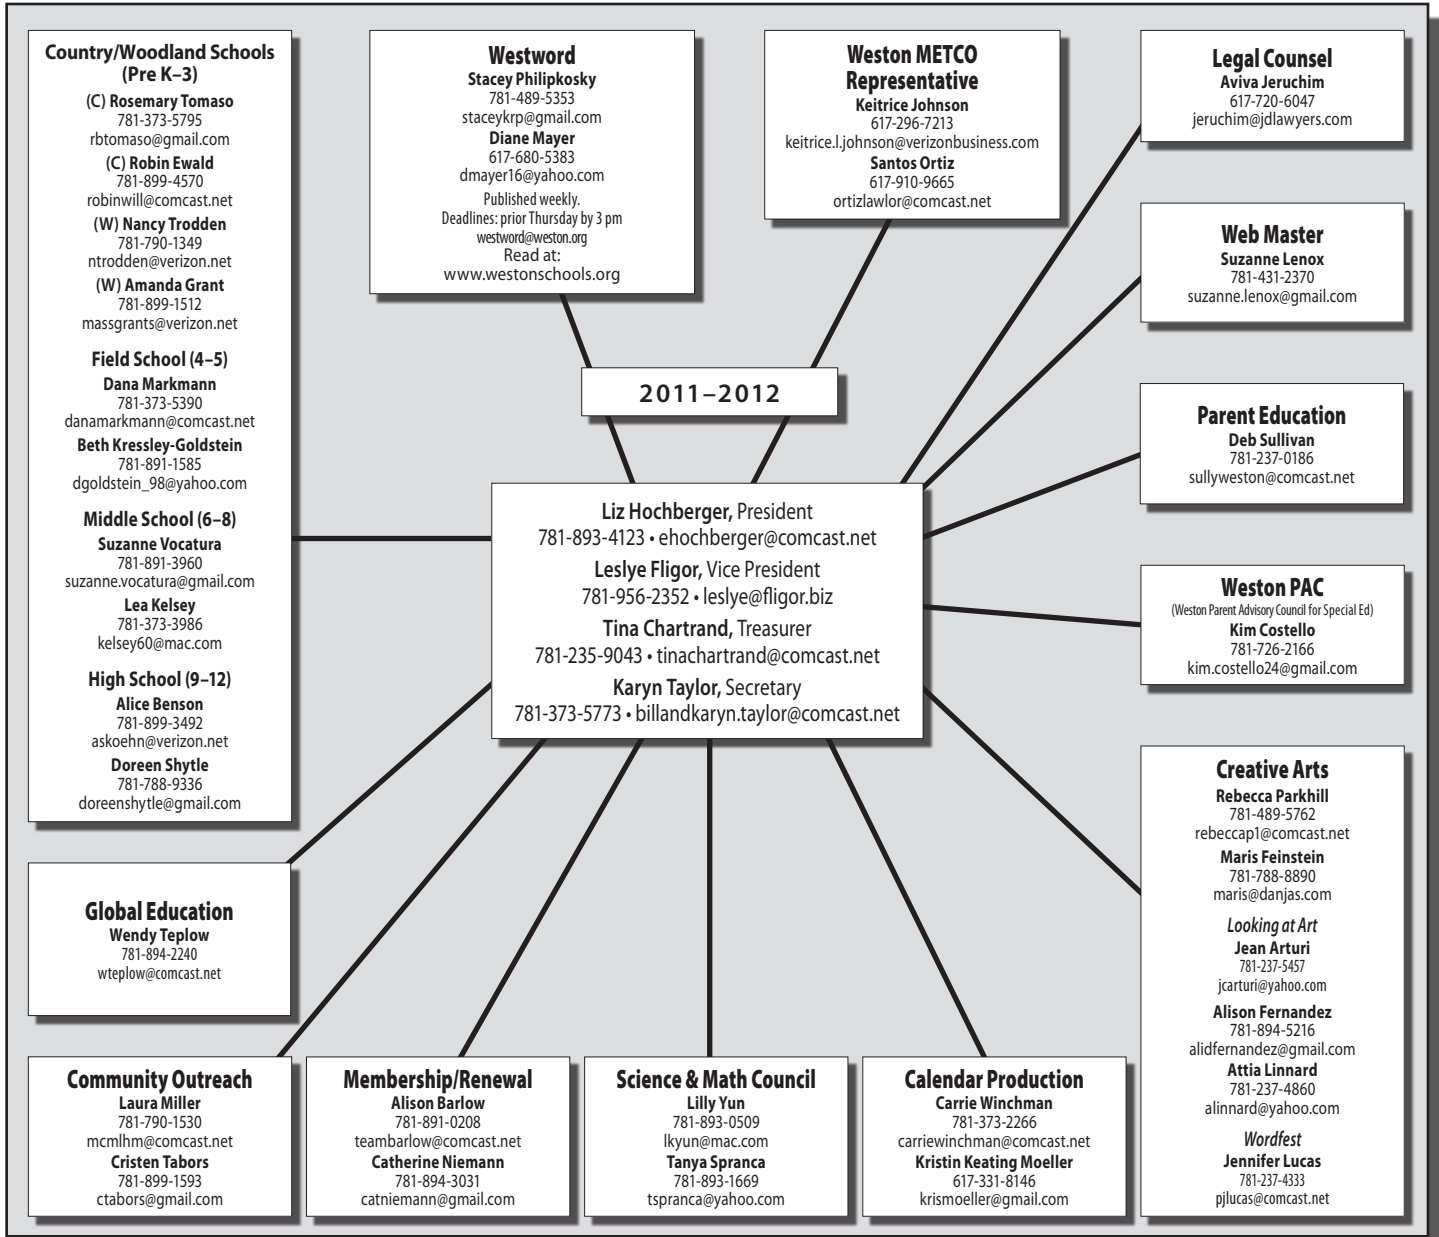 Country/Woodland Schools
(Pre K–3)
(C) Rosemary Tomaso
781-373-5795
rbtomaso@gmail.com
(C) Robin Ewald
781-899-4570
robinwill@comcast.net
(W) Nancy Trodden
781-790-1349
ntrodden@verizon.net
(W) Amanda Grant
781-899-1512
massgrants@verizon.net
Field School (4–5)
Dana Markmann
781-373-5390
danamarkmann@comcast.net
Beth Kressley-Goldstein
781-891-1585
dgoldstein_98@yahoo.com
Middle School (6–8)
Suzanne Vocatura
781-891-3960
suzanne.vocatura@gmail.com
Lea Kelsey
781-373-3986
kelsey60@mac.com
High School (9–12)
Alice Benson
781-899-3492
askoehn@verizon.net
Doreen Shytle
781-788-9336
doreenshytle@gmail.com
Westword
Stacey Philipkosky
781-489-5353
staceykrp@gmail.com
Diane Mayer
617-680-5383
dmayer16@yahoo.com
Published weekly.
Deadlines: prior Thursday by 3 pm
westword@weston.org
Read at:
www.westonschools.org
Weston METCO
Representative
Keitrice Johnson
617-296-7213
keitrice.l.johnson@verizonbusiness.com
Santos Ortiz
617-910-9665
ortizlawlor@comcast.net
Legal Counsel
Aviva Jeruchim
617-720-6047
jeruchim@jdlawyers.com
Web Master
Suzanne Lenox
781-431-2370
suzanne.lenox@gmail.com
2011–2012
Parent Education
Deb Sullivan
781-237-0186
sullyweston@comcast.net
Liz Hochberger, President
781-893-4123 • ehochberger@comcast.net
Leslye Fligor, Vice President
781-956-2352 • leslye@fligor.biz
Tina Chartrand, Treasurer
781-235-9043 • tinachartrand@comcast.net
Karyn Taylor, Secretary
781-373-5773 • billandkaryn.taylor@comcast.net
Weston PAC
(Weston Parent Advisory Council for Special Ed)
Kim Costello
781-726-2166
kim.costello24@gmail.com
Creative Arts
Rebecca Parkhill
781-489-5762
rebeccap1@comcast.net
Maris Feinstein
781-788-8890
maris@danjas.com
Looking at Art
Jean Arturi
781-237-5457
jcarturi@yahoo.com
Alison Fernandez
781-894-5216
alidfernandez@gmail.com
Attia Linnard
781-237-4860
alinnard@yahoo.com
Wordfest
Jennifer Lucas
781-237-4333
pjlucas@comcast.net
Global Education
Wendy Teplow
781-894-2240
wteplow@comcast.net
Community Outreach
Laura Miller
781-790-1530
mcmlhm@comcast.net
Cristen Tabors
781-899-1593
ctabors@gmail.com
Membership/Renewal
Alison Barlow
781-891-0208
teambarlow@comcast.net
Catherine Niemann
781-894-3031
catniemann@gmail.com
Science & Math Council
Lilly Yun
781-893-0509
lkyun@mac.com
Tanya Spranca
781-893-1669
tspranca@yahoo.com
Calendar Production
Carrie Winchman
781-373-2266
carriewinchman@comcast.net
Kristin Keating Moeller
617-331-8146
krismoeller@gmail.com